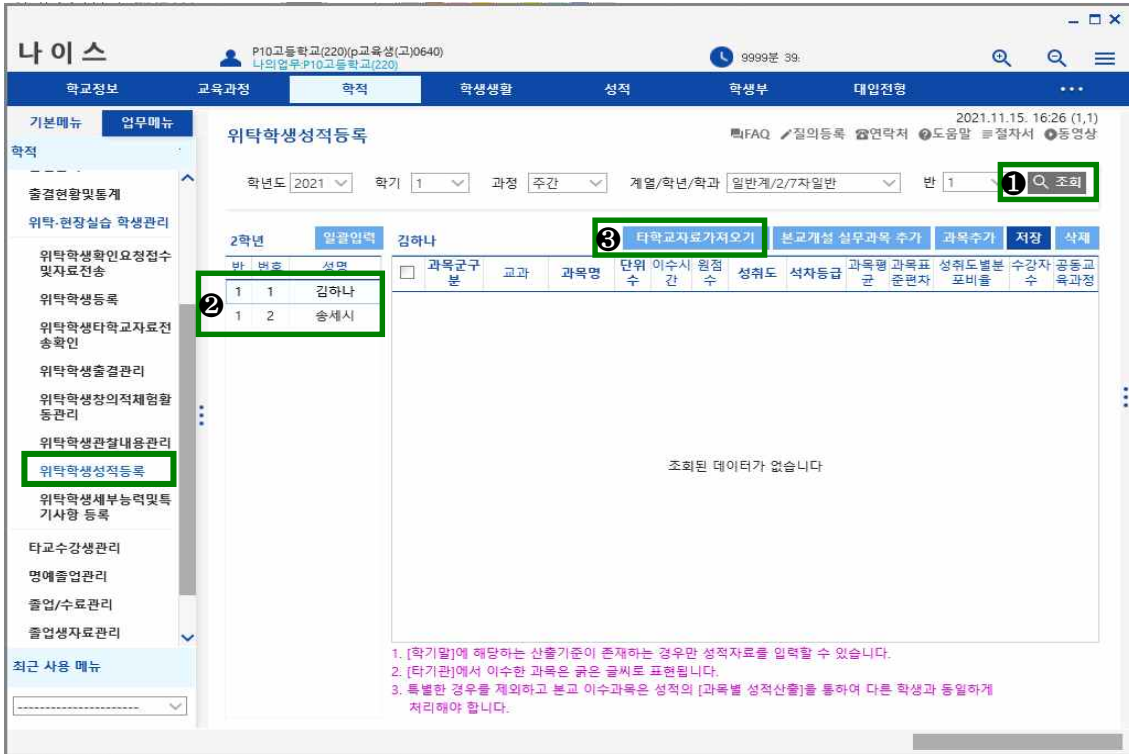 나이스
P10고등학교(220)(p교육생(고)0640)
나의업무:P10고등학교(220)
9999분 39:
학교정보 교육과정 학적 학생생활 성적 학생부 대입전형
기본메뉴 업무메뉴
학적
출결현황및통계
위탁·현장실습 학생관리
위탁학생확인요청접수
및자료전송
위탁학생등록
위탁학생타학교자료전
송확인
위탁학생출결관리
위탁학생창의적체험활
동관리
위탁학생관찰내용관리
위탁학생성적등록
위탁학생세부능력및특
기사항 등록
타교수강생관리
명예졸업관리
졸업/수료관리
졸업생자료관리
최근 사용 메뉴
----------------------
2021.11.15. 16:26 (1,1)
위탁학생성적등록
FAQ 질의등록 연락처 도움말 절차서 동영상
학년도 2021 학기 1 과정 주간 계열/학년/학과 일반계/2/7차일반 반 1 ❶ 조회
2학년 일괄입력
반 번호 성명
❷
1 1 김하나
1 2 송세시
김하나 ❸ 타학교자료가져오기 본교개설 실무과목 추가 과목추가 저장 삭제
과목군구분 교과 과목명 단위수 이수시간 원점수 성취도 석차등급 과목평균 과목표준편차 성취도별분포비율 수강자수 공동교육과정
조회된 데이터가 없습니다
1. [학기말]에 해당하는 산출기준이 존재하는 경우만 성적자료를 입력할 수 있습니다.
2. [타기관]에서 이수한 과목은 굵은 글씨로 표현됩니다.
3. 특별한 경우를 제외하고 본교 이수과목은 성적의 [과목별 성적산출]를 통하여 다른 학생과 동일하게
처리해야 합니다.